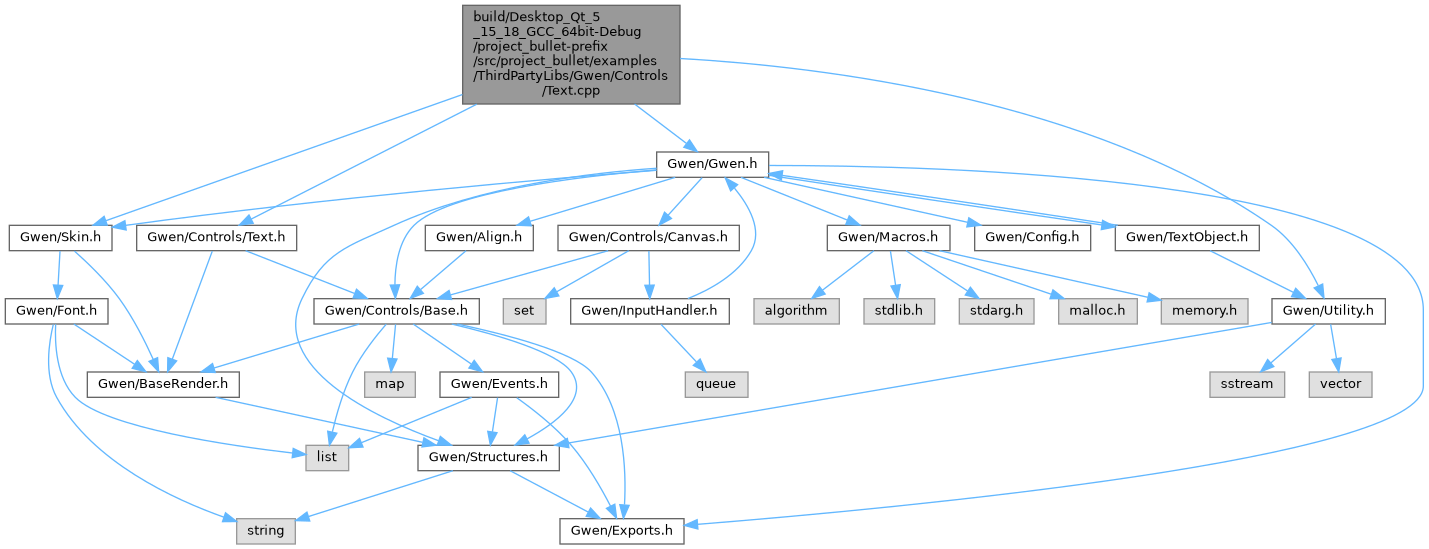 build/Desktop_Qt_5
_15_18_GCC_64bit-Debug
/project_bullet-prefix
/src/project_bullet/examples
/ThirdPartyLibs/Gwen/Controls
/Text.cpp
Gwen/Gwen.h
Gwen/Skin.h
Gwen/Controls/Text.h
Gwen/Align.h
Gwen/Controls/Canvas.h
Gwen/Macros.h
Gwen/Config.h
Gwen/TextObject.h
Gwen/Font.h
Gwen/Controls/Base.h
set
Gwen/InputHandler.h
algorithm
stdlib.h
stdarg.h
malloc.h
memory.h
Gwen/Utility.h
Gwen/BaseRender.h
map
Gwen/Events.h
queue
sstream
vector
list
Gwen/Structures.h
string
Gwen/Exports.h